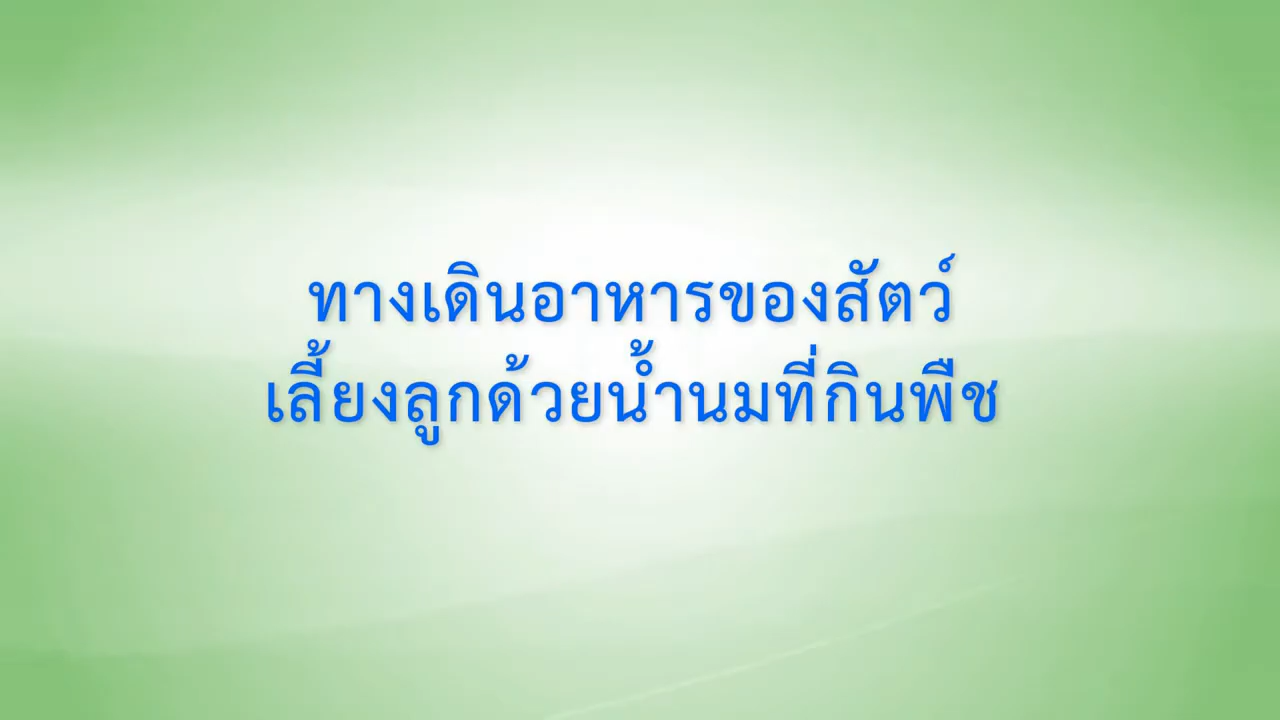 ทางเดินอาหารของสัตว์
เลี้ยงลูกด้วยน้ำนมที่กินพืช